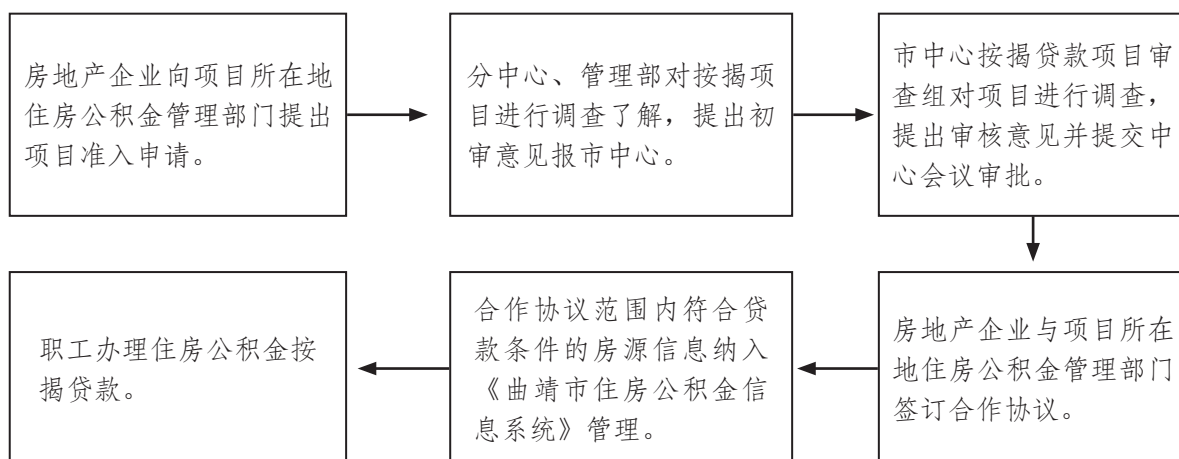 房地产企业向项目所在地
住房公积金管理部门提出
项目准入申请。
分中心、管理部对按揭项
目进行调查了解，提出初
审意见报市中心。
市中心按揭贷款项目审
查组对项目进行调查，
提出审核意见并提交中
心会议审批。
房地产企业与项目所在
地住房公积金管理部门
签订合作协议。
合作协议范围内符合贷
款条件的房源信息纳入
《曲靖市住房公积金信
息系统》管理。
职工办理住房公积金按
揭贷款。